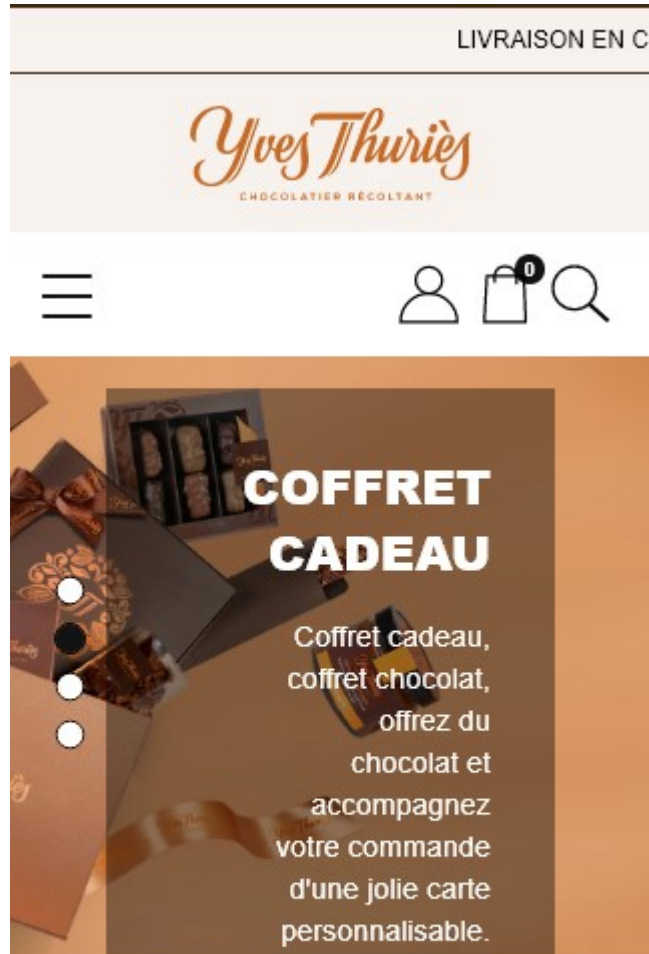 LIVRAISON EN C
Yves Thuriès
CHOCOLATIER RÉCOLTANT
0
COFFRET
CADEAU
Coffret cadeau,
coffret chocolat,
offrez du
chocolat et
accompagnez
votre commande
d'une jolie carte
personnalisable.